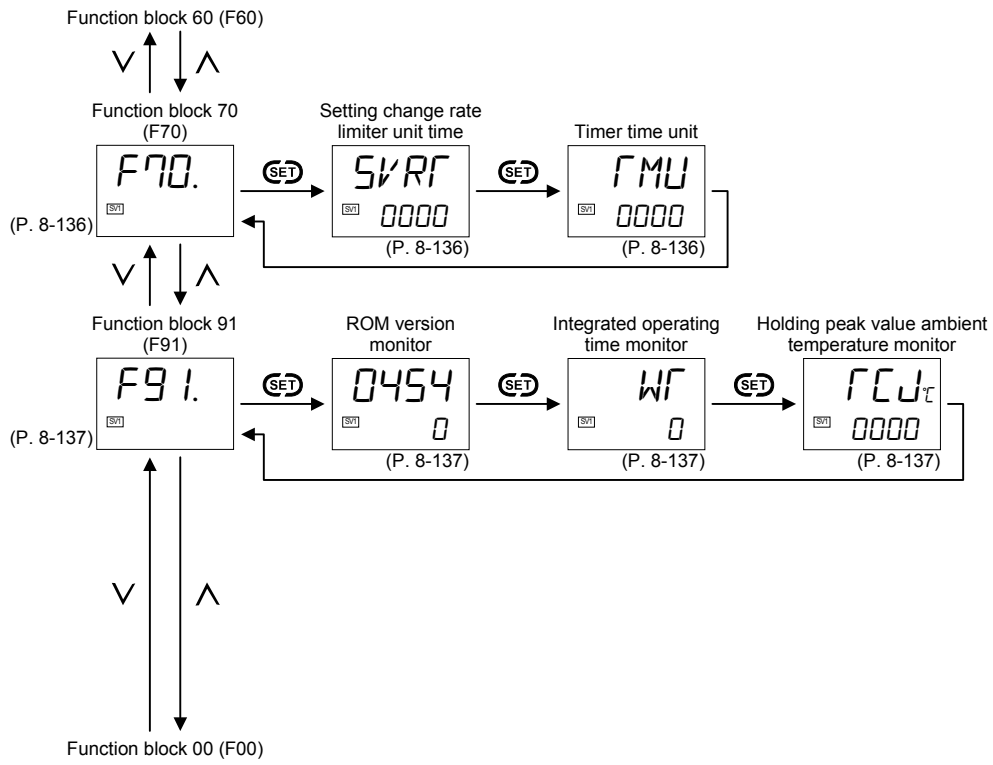 Function block 60 (F60)
∨ ∧
Function block 70
(F70)
Setting change rate
limiter unit time
Timer time unit
F70.
SV1
SET
SVRT
SV1 0000
SET
TMU
SV1 0000
(P. 8-136)
(P. 8-136)
(P. 8-136)
∨ ∧
Function block 91
(F91)
ROM version
monitor
Integrated operating
time monitor
Holding peak value ambient
temperature monitor
F91.
SV1
SET
0454
SV1 0
SET
WT
SV1 0
SET
TCJ℃
SV1 0000
(P. 8-137)
(P. 8-137)
(P. 8-137)
(P. 8-137)
∨ ∧
Function block 00 (F00)